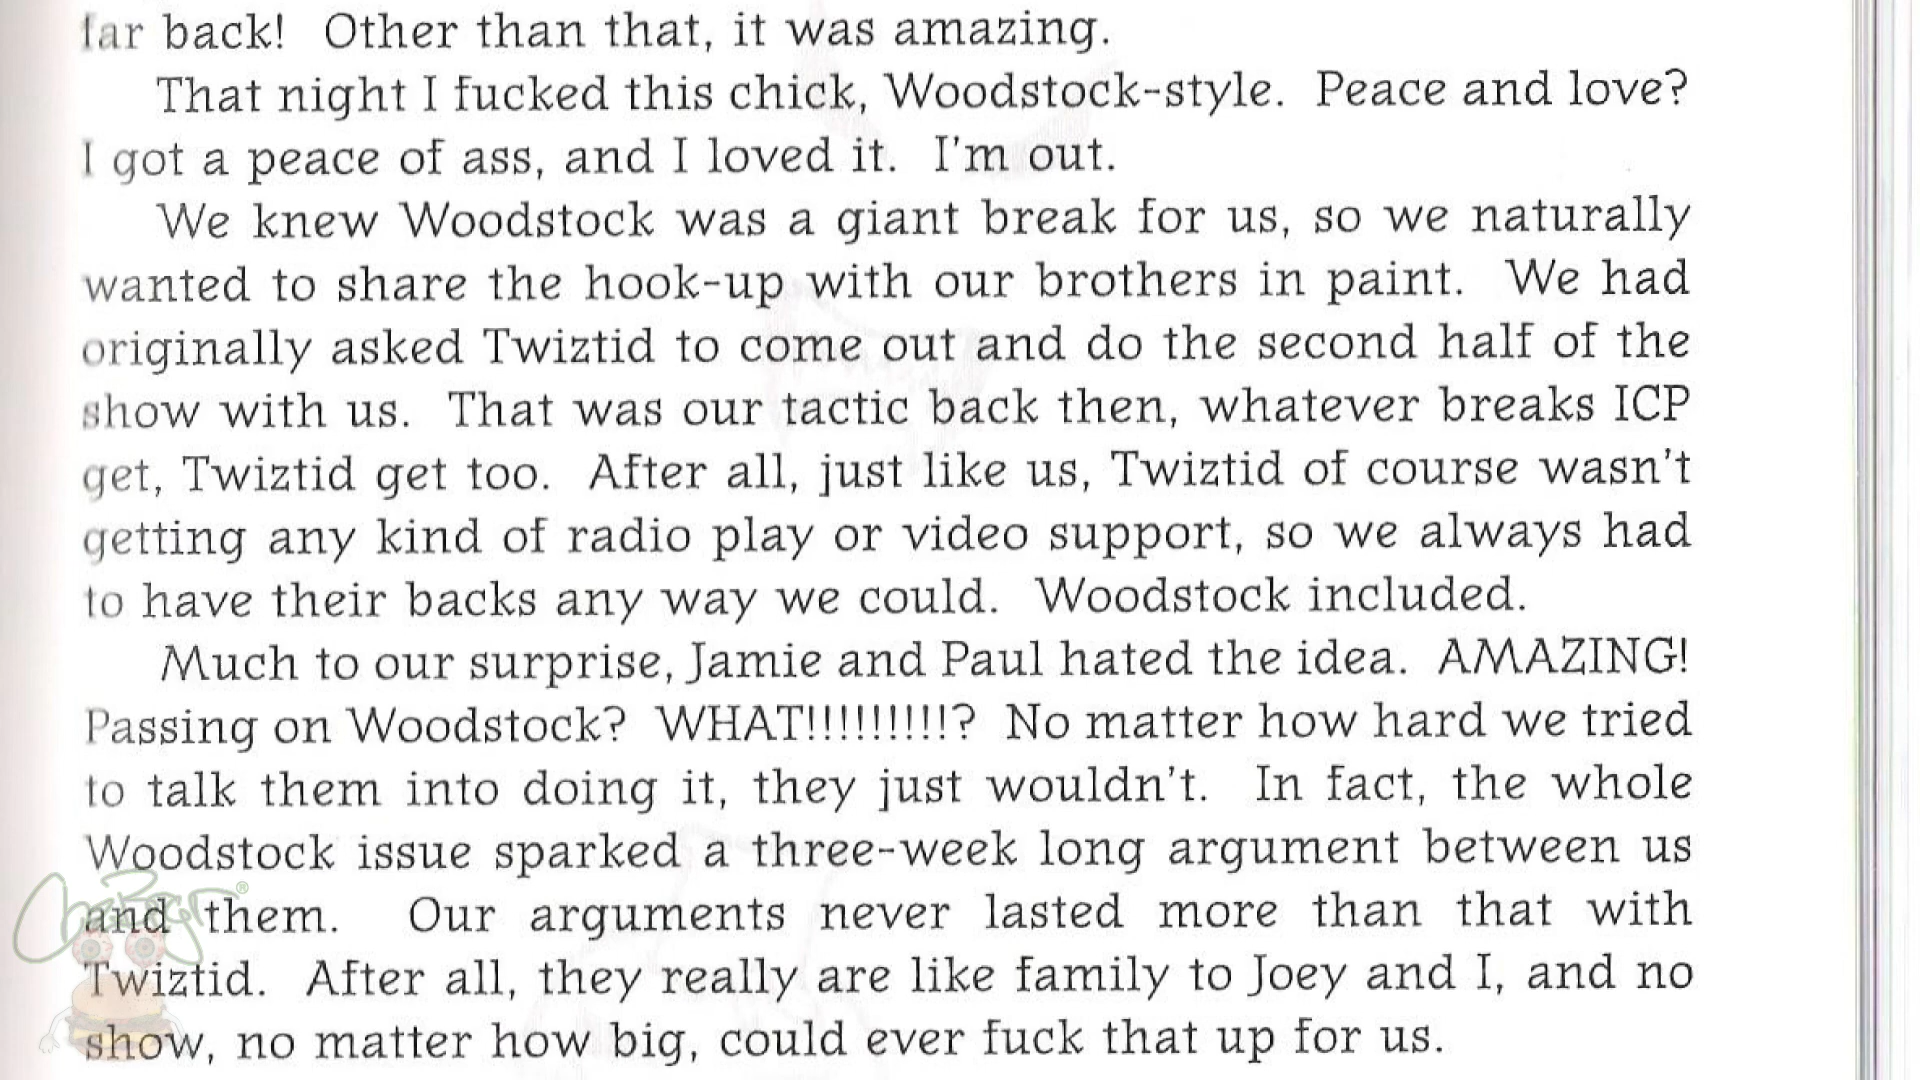 far back! Other than that, it was amazing.
That night I fucked this chick, Woodstock-style. Peace and love?
I got a peace of ass, and I loved it. I'm out.
We knew Woodstock was a giant break for us, so we naturally
wanted to share the hook-up with our brothers in paint. We had
originally asked Twiztid to come out and do the second half of the
show with us. That was our tactic back then, whatever breaks ICP
get, Twiztid get too. After all, just like us, Twiztid of course wasn't
getting any kind of radio play or video support, so we always had
to have their backs any way we could. Woodstock included.
Much to our surprise, Jamie and Paul hated the idea. AMAZING!
Passing on Woodstock? WHAT!!!!!!!!!? No matter how hard we tried
to talk them into doing it, they just wouldn't. In fact, the whole
Woodstock issue sparked a three-week long argument between us
and them. Our arguments never lasted more than that with
Twiztid. After all, they really are like family to Joey and I, and no
show, no matter how big, could ever fuck that up for us.